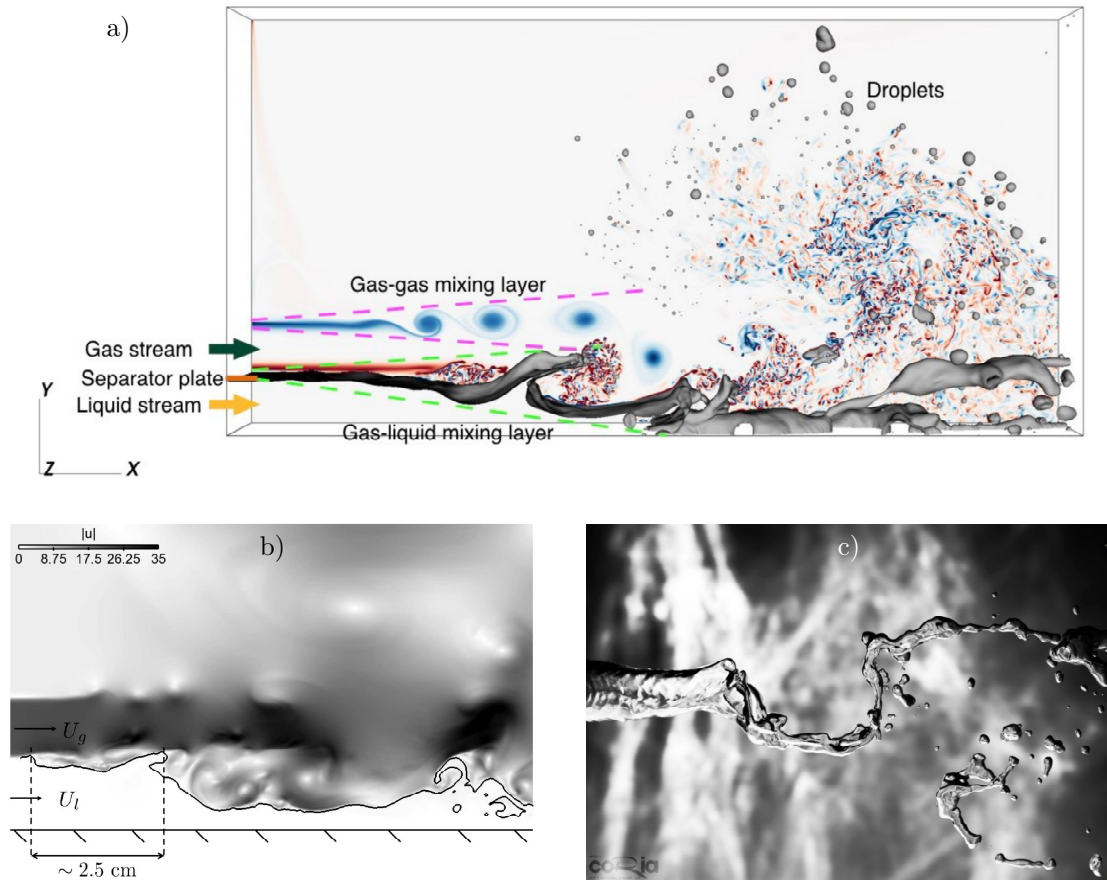 a)
Droplets
Gas-gas mixing layer
Gas stream
Separator plate
Liquid stream
Gas-liquid mixing layer
Y
Z X
|u|
0 8.75 17.5 26.25 35
b)
U_g
U_l
∼ 2.5 cm
c)
coria